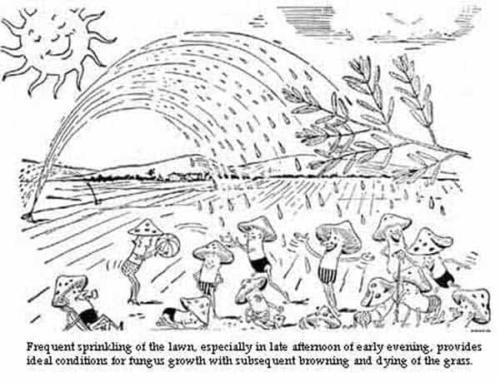 Frequent sprinkling of the lawn, especially in late afternoon of early evening, provides
ideal conditions for fungus growth with subsequent browning and dying of the grass.